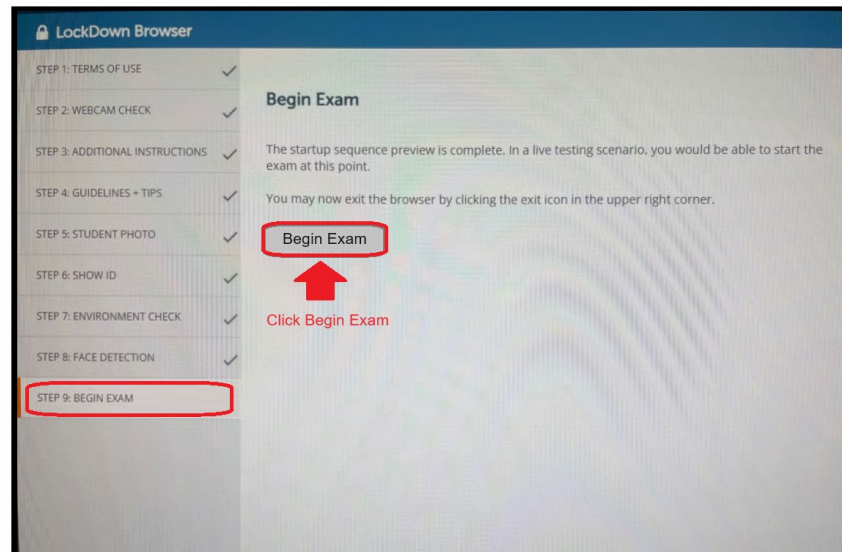 LockDown Browser
STEP 1: TERMS OF USE
STEP 2: WEBCAM CHECK
STEP 3: ADDITIONAL INSTRUCTIONS
STEP 4: GUIDELINES + TIPS
STEP 5: STUDENT PHOTO
STEP 6: SHOW ID
STEP 7: ENVIRONMENT CHECK
STEP 8: FACE DETECTION
STEP 9: BEGIN EXAM
Begin Exam
The startup sequence preview is complete. In a live testing scenario, you would be able to start the
exam at this point.
You may now exit the browser by clicking the exit icon in the upper right corner.
Begin Exam
Click Begin Exam